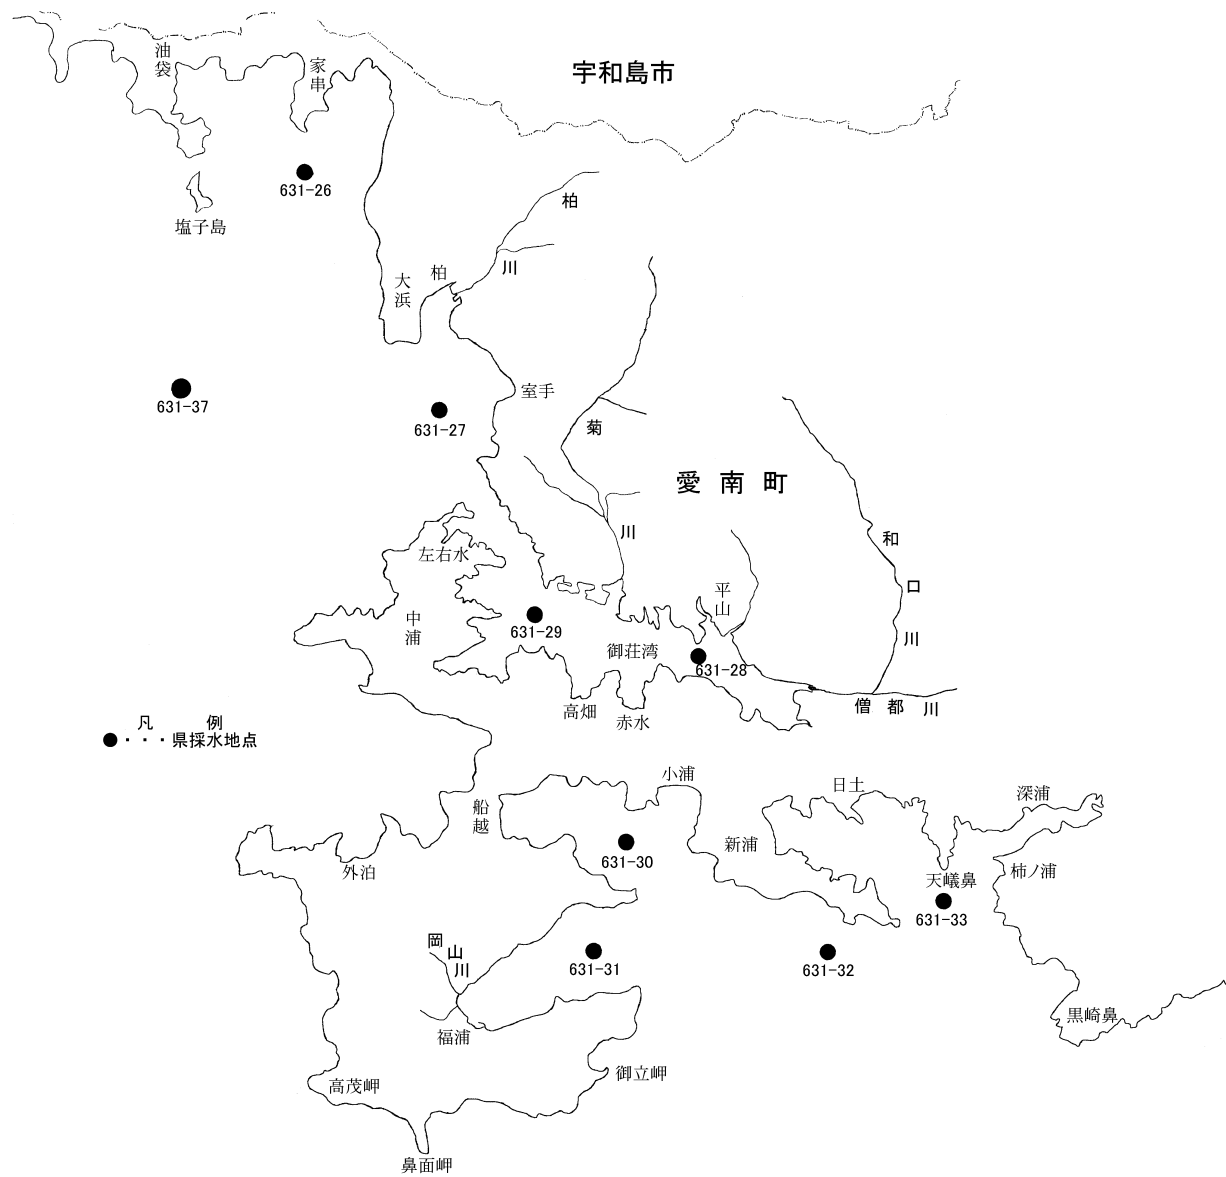 油袋
家串
宇和島市
631-26
塩子島
柏
川
柏
大浜
631-37
室手
631-27
菊
川
愛南町
和
口
川
左右水
中浦
平山
631-29
御荘湾
631-28
高畑
赤水
僧都川
凡例
●・・・県採水地点
船越
小浦
日土
深浦
新浦
631-30
外泊
天嶬鼻
柿ノ浦
631-33
岡山川
631-31
631-32
福浦
黒崎鼻
高茂岬
御立岬
鼻面岬